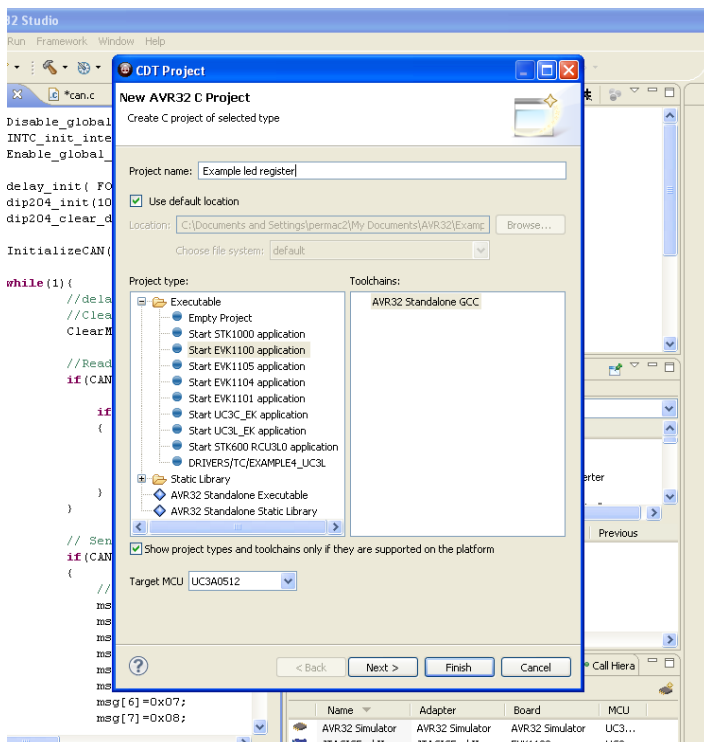 32 Studio
Run Framework Window Help
*can.c
Disable_global
INTC_init_inte
Enable_global_
delay_init( FO
dip204_init(10
dip204_clear_d
InitializeCAN(
while(1){
//dela
//Clea
ClearM
//Read
if(CAN
if
{
}
}
// Sen
if(CAN
{
//
ms
ms
ms
ms
ms
ms
msg[6]=0x07;
msg[7]=0x08;
CDT Project
New AVR32 C Project
Create C project of selected type
Project name: Example led register
Use default location
Location: C:\Documents and Settings\permac2\My Documents\AVR32\Examp Browse...
Choose file system: default
Project type: Toolchains:
Executable AVR32 Standalone GCC
Empty Project
Start STK1000 application
Start EVK1100 application
Start EVK1105 application
Start EVK1104 application
Start EVK1101 application
Start UC3C_EK application
Start UC3L_EK application
Start STK600 RCU3L0 application
DRIVERS/TC/EXAMPLE4_UC3L
Static Library
AVR32 Standalone Executable
AVR32 Standalone Static Library
Show project types and toolchains only if they are supported on the platform
Target MCU UC3A0512
? < Back Next > Finish Cancel
erter
Previous
Call Hiera
Name Adapter Board MCU
AVR32 Simulator AVR32 Simulator AVR32 Simulator UC3...